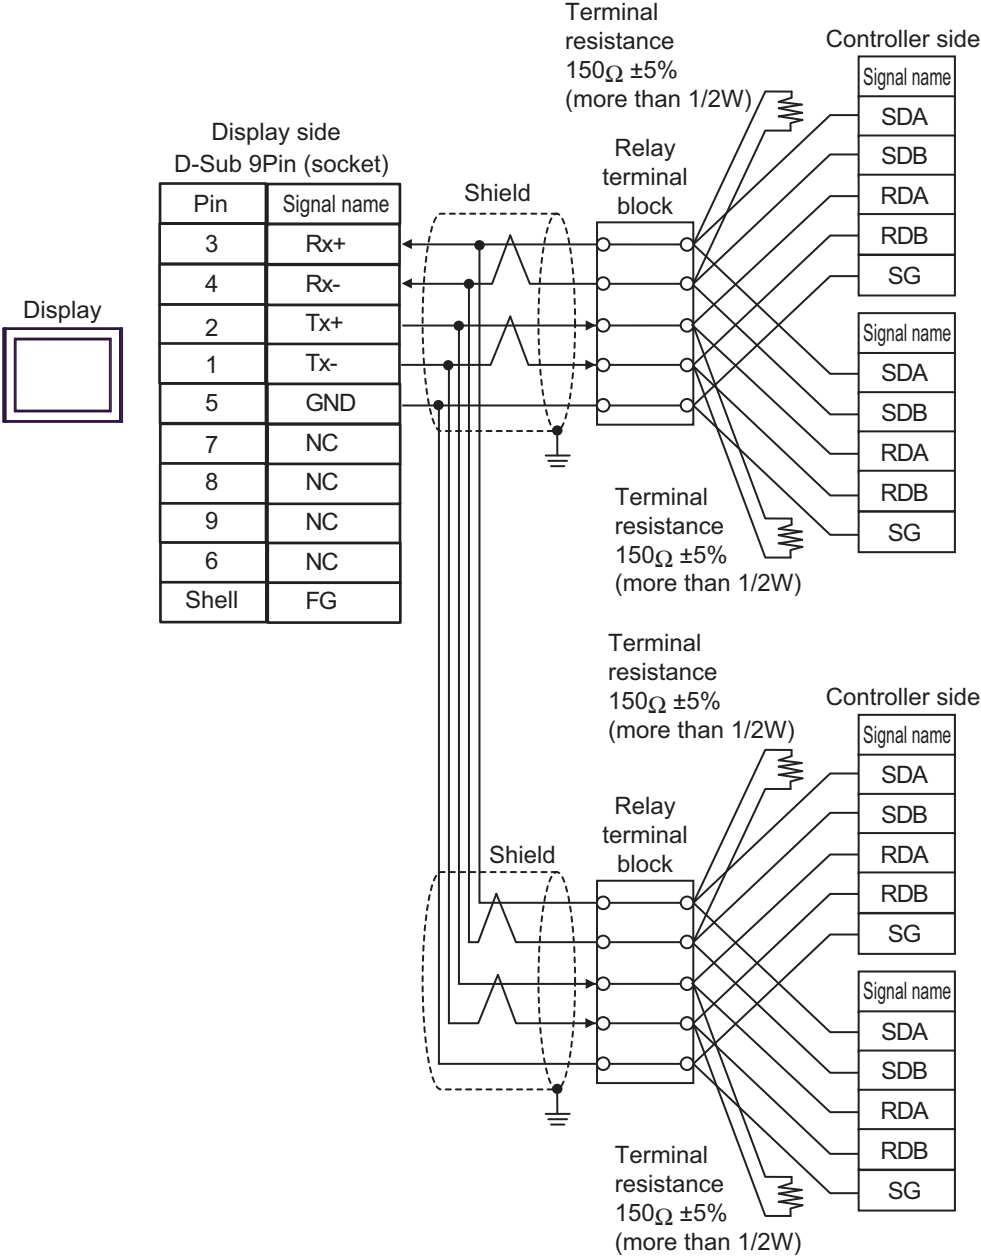 Terminal
resistance
150Ω ±5%
(more than 1/2W)
Controller side
Signal name
SDA
SDB
RDA
RDB
SG
Display side
D-Sub 9Pin (socket)
Pin Signal name
3 Rx+
4 Rx-
2 Tx+
1 Tx-
5 GND
7 NC
8 NC
9 NC
6 NC
Shell FG
Display
Shield
Relay
terminal
block
Signal name
SDA
SDB
RDA
RDB
SG
Terminal
resistance
150Ω ±5%
(more than 1/2W)
Terminal
resistance
150Ω ±5%
(more than 1/2W)
Controller side
Signal name
SDA
SDB
RDA
RDB
SG
Relay
terminal
block
Shield
Signal name
SDA
SDB
RDA
RDB
SG
Terminal
resistance
150Ω ±5%
(more than 1/2W)